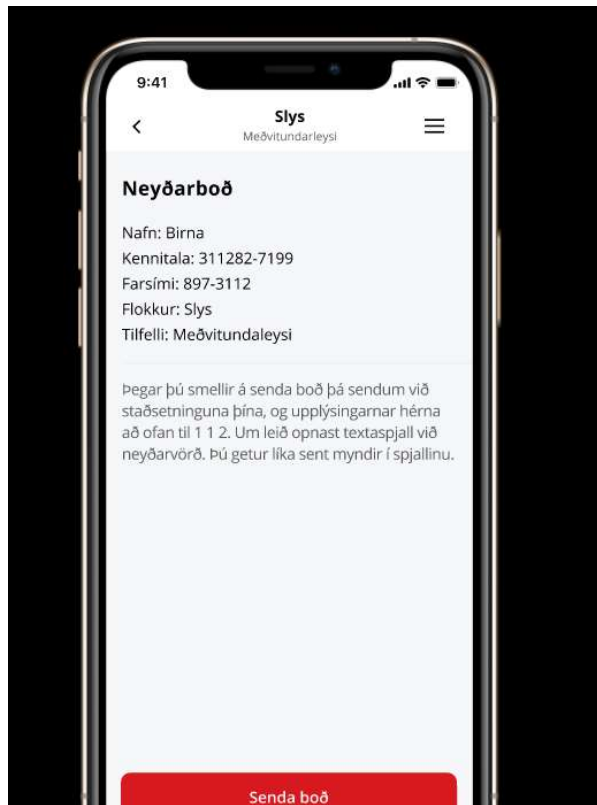 9:41
Slys
Meðvitundarleysi
Neyðarboð
Nafn: Birna
Kennitala: 311282-7199
Farsími: 897-3112
Flokkur: Slys
Tilfelli: Meðvitundaleysi
Þegar þú smellir á senda boð þá sendum við
staðsetninguna þína, og upplýsingarnar hérna
að ofan til 1 1 2. Um leið opnast textaspjall við
neyðarvörð. Þú getur líka sent myndir í spjallinu.
Senda boð